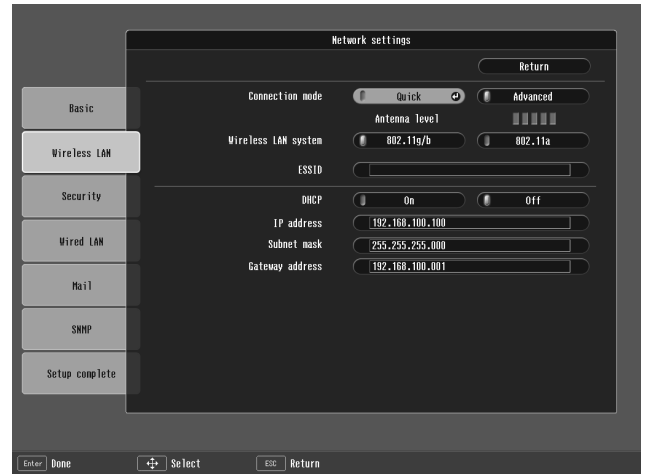 Network settings
Return
Basic
Wireless LAN
Security
Wired LAN
Mail
SNMP
Setup complete
Connection mode Quick Advanced
Antenna level
Wireless LAN system 802.11g/b 802.11a
ESSID
DHCP On Off
IP address 192.168.100.100
Subnet mask 255.255.255.000
Gateway address 192.168.100.001
Enter Done Select ESC Return